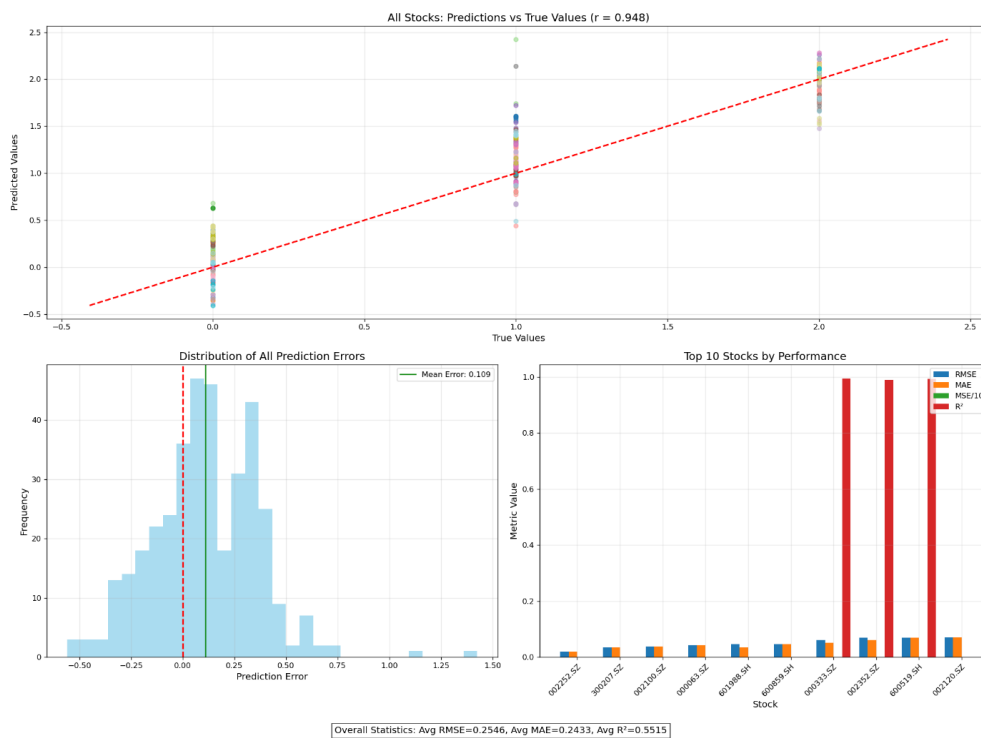 All Stocks: Predictions vs True Values (r = 0.948)
2.5
2.0
1.5
1.0
0.5
0.0
−0.5
Predicted Values
−0.5
0.0
0.5
1.0
1.5
2.0
2.5
True Values
Distribution of All Prediction Errors
Mean Error: 0.109
40
30
20
10
0
Frequency
−0.50
−0.25
0.00
0.25
0.50
0.75
1.00
1.25
1.50
Prediction Error
Top 10 Stocks by Performance
RMSE
MAE
MSE/10
R²
1.0
0.8
0.6
0.4
0.2
0.0
Metric Value
002252.SZ
300207.SZ
002100.SZ
000063.SZ
601988.SH
600859.SH
000333.SZ
002352.SZ
600519.SH
002120.SZ
Stock
Overall Statistics: Avg RMSE=0.2546, Avg MAE=0.2433, Avg R²=0.5515